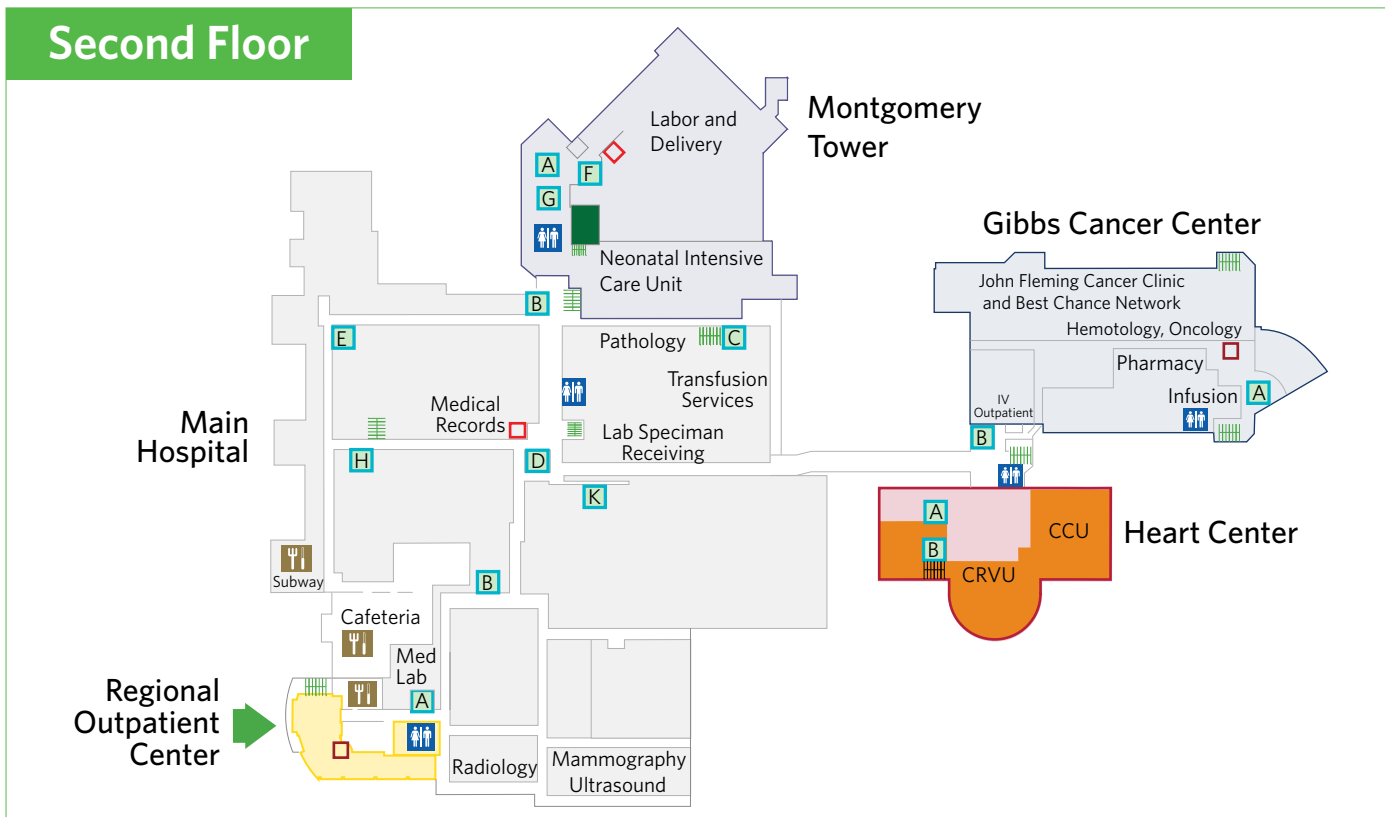 Second Floor
Labor and
Delivery
Montgomery
Tower
A
F
G
Neonatal Intensive
Care Unit
B
Gibbs Cancer Center
John Fleming Cancer Clinic
and Best Chance Network
Hemotology, Oncology
Pharmacy
Infusion
A
IV
Outpatient
B
E
Pathology
C
Transfusion
Services
Medical
Records
Lab Speciman
Receiving
Main
Hospital
H
D
K
A
B
CCU
CRVU
Heart Center
Subway
B
Cafeteria
Med
Lab
A
Regional
Outpatient
Center
Radiology
Mammography
Ultrasound